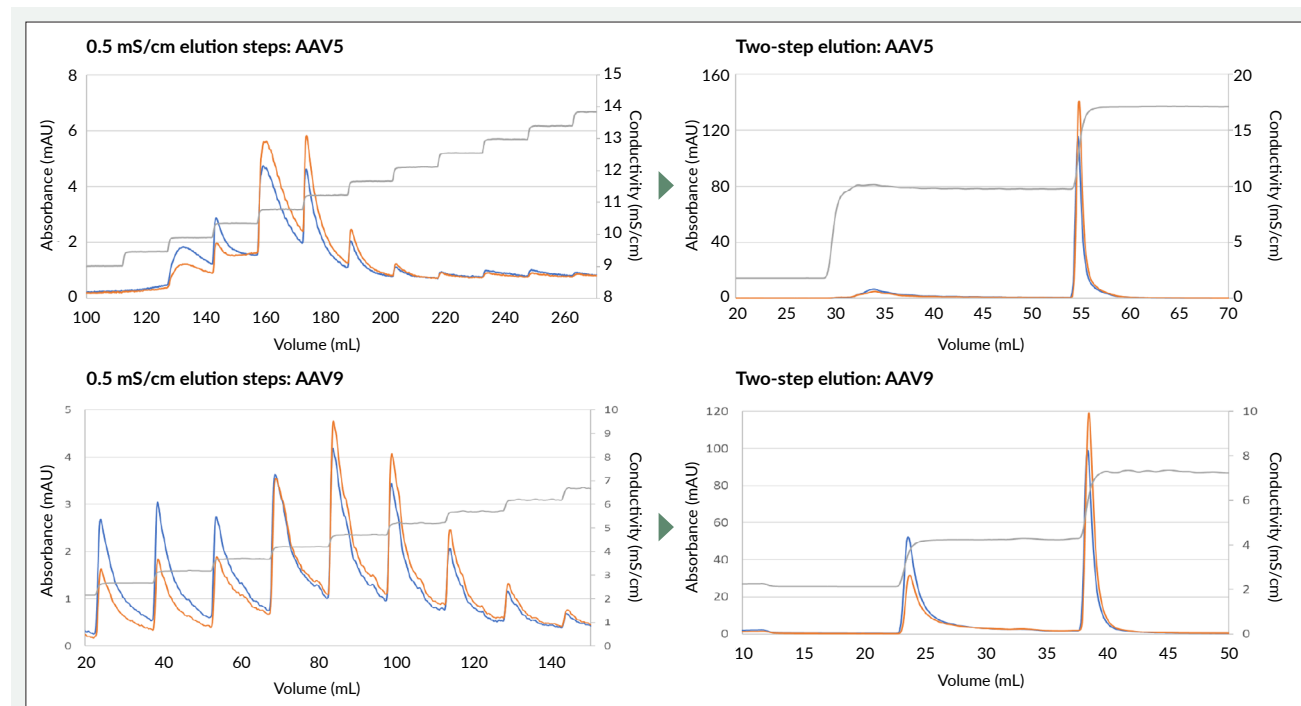 0.5 mS/cm elution steps: AAV5
Absorbance (mAU)
8
6
4
2
0
100 120 140 160 180 200 220 240 260
Volume (mL)
15
14
13
12
11
10
9
8
Conductivity (mS/cm)
Two-step elution: AAV5
Absorbance (mAU)
160
120
80
40
0
20 25 30 35 40 45 50 55 60 65 70
Volume (mL)
20
15
10
5
0
Conductivity (mS/cm)
0.5 mS/cm elution steps: AAV9
Absorbance (mAU)
5
4
3
2
1
0
20 40 60 80 100 120 140
Volume (mL)
10
9
8
7
6
5
4
3
2
1
0
Conductivity (mS/cm)
Two-step elution: AAV9
Absorbance (mAU)
120
100
80
60
40
20
0
10 15 20 25 30 35 40 45 50
Volume (mL)
10
8
6
4
2
0
Conductivity (mS/cm)